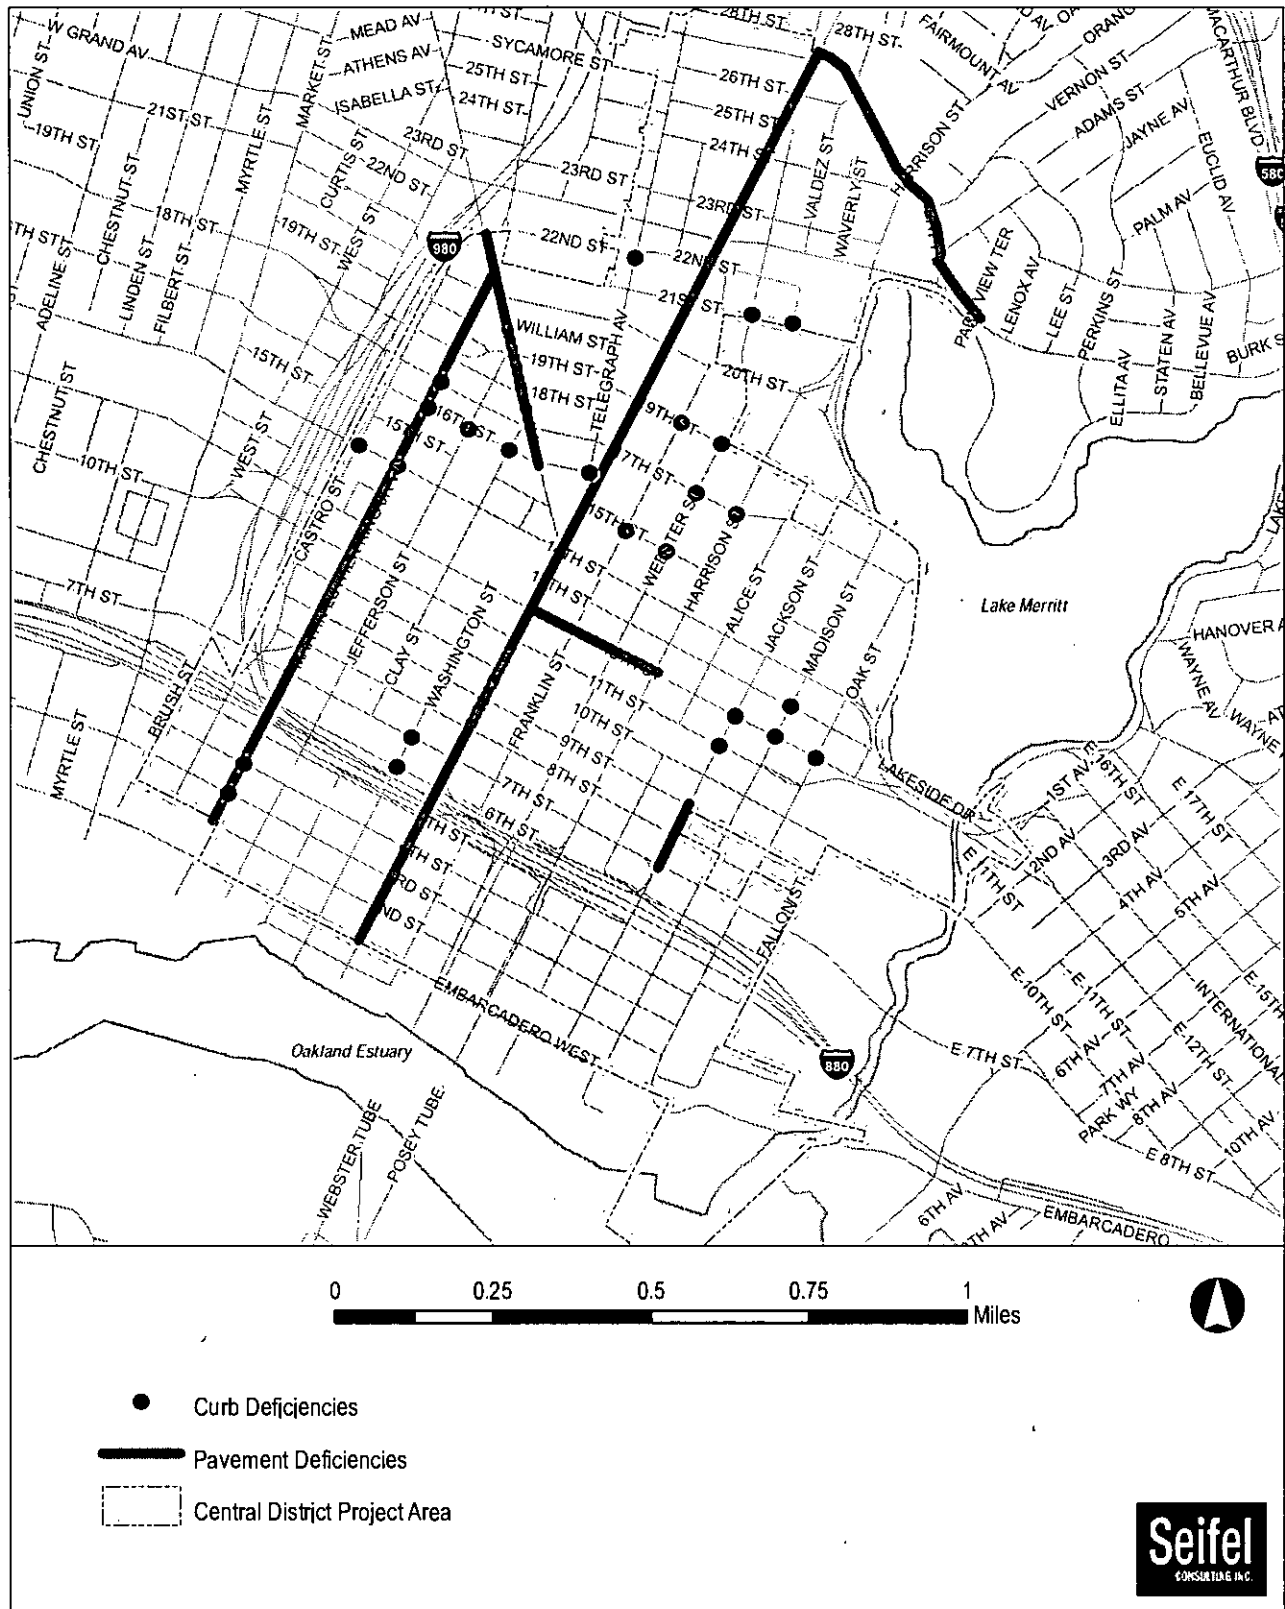 28TH ST
28TH ST
MEAD AV
W GRAND AV
ATHENS AV
SYCAMORE ST
25TH ST
24TH ST
ISABELLA ST
26TH ST
25TH ST
24TH ST
FAIRMOUNT AV
VERNON ST
ADAMS ST
JAYNE AV
MACARTHUR BLVD
EUCLID AV
580
UNION ST
21ST ST
19TH ST
MYRTLE ST
MARKET ST
23RD ST
22ND ST
CURTIS ST
23RD ST
23RD ST
VALDEZ ST
WAVERLY ST
HARRISON ST
PALM AV
CHESTNUT ST
18TH ST
19TH ST
WEST ST
980
22ND ST
22ND ST
21ST ST
ADELINE ST
LINDEN ST
FILBERT ST
PARK VIEW TER
LENOX AV
LEE ST
PERKINS ST
ELLITA AV
STATEN AV
BELLEVUE AV
WILLIAM ST
19TH ST
18TH ST
TELEGRAPH AV
20TH ST
15TH ST
16TH ST
15TH ST
CHESTNUT ST
10TH ST
WEST ST
CASTRO ST
15TH ST
WEBSTER ST
HARRISON ST
ALICE ST
JACKSON ST
MADISON ST
OAK ST
7TH ST
JEFFERSON ST
CLAY ST
WASHINGTON ST
FRANKLIN ST
11TH ST
10TH ST
9TH ST
8TH ST
7TH ST
6TH ST
Lake Merritt
BRUSH ST
MYRTLE ST
LAKESIDE DR
WAYNE AV
E 16TH ST
1ST AV
E 17TH ST
2ND AV
3RD AV
4TH AV
5TH AV
E 11TH ST
FALLON ST
E 10TH ST
E 11TH ST
E 12TH ST
EMBARCADERO WEST
Oakland Estuary
880
E 7TH ST
6TH AV
7TH AV
8TH AV
PARK WY
10TH AV
E 8TH ST
WEBSTER TUBE
POSEY TUBE
6TH AV
EMBARCADERO
0 0.25 0.5 0.75 1
Miles
Curb Deficiencies
Pavement Deficiencies
Central District Project Area
Seifel
CONSULTING INC.